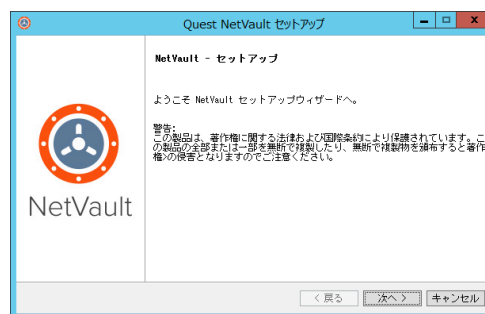 Quest NetVault セットアップ
NetVault - セットアップ
ようこそ NetVault セットアップウィザードへ。
警告:
この製品は、著作権に関する法律および国際条約により保護されています。こ
の製品の全部または一部を無断で複製したり、無断で複製物を頒布すると著作
権の侵害となりますのでご注意ください。
NetVault
< 戻る
次へ >
キャンセル